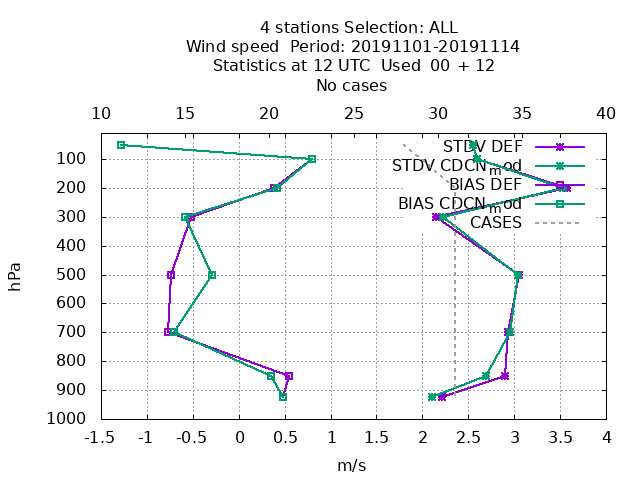 4 stations Selection: ALL
Wind speed  Period: 20191101-20191114
Statistics at 12 UTC  Used  00 + 12
No cases
10 15 20 25 30 35 40
STDV DEF
STDV CDCN_mod
BIAS DEF
BIAS CDCN_mod
CASES
hPa
100
200
300
400
500
600
700
800
900
1000
-1.5 -1 -0.5 0 0.5 1 1.5 2 2.5 3 3.5 4
m/s